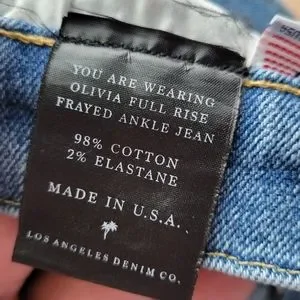 YOU ARE WEARING
OLIVIA FULL RISE
FRAYED ANKLE JEAN
98% COTTON
2% ELASTANE
MADE IN U.S.A.
LOS ANGELES DENIM CO.
USA